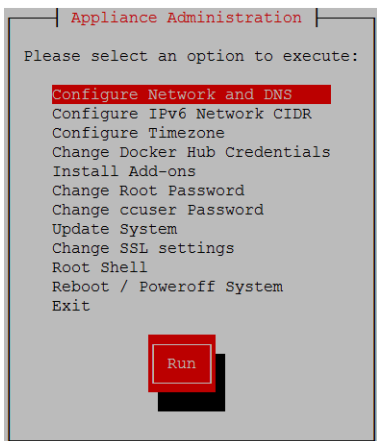 Appliance Administration
Please select an option to execute:
Configure Network and DNS
Configure IPv6 Network CIDR
Configure Timezone
Change Docker Hub Credentials
Install Add-ons
Change Root Password
Change ccuser Password
Update System
Change SSL settings
Root Shell
Reboot / Poweroff System
Exit
Run